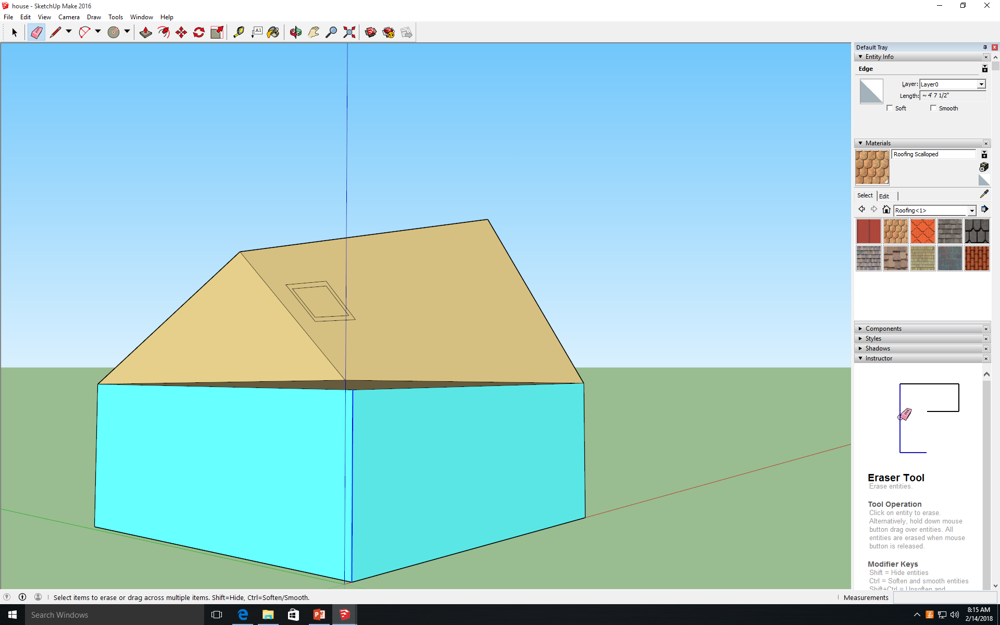 house - SketchUp Make 2016
File Edit View Camera Draw Tools Window Help
A1
Default Tray
Entity Info
Edge
Layer: Layer0
Length: ~ 4' 7 1/2"
Soft Smooth
Materials
Roofing Scalloped
Select Edit
Roofing<1>
Components
Styles
Shadows
Instructor
Eraser Tool
Erase entities.
Tool Operation
Click on entity to erase.
Alternatively, hold down mouse
button drag over entities. All
entities are erased when mouse
button is released.
Modifier Keys
Shift = Hide entities
Ctrl = Soften and smooth entities
Shift+Ctrl = Unsoften and
Select items to erase or drag across multiple items. Shift=Hide, Ctrl=Soften/Smooth.
Measurements
Search Windows
8:15 AM
2/14/2018